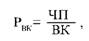 Рвк = ЧП / ВК ,